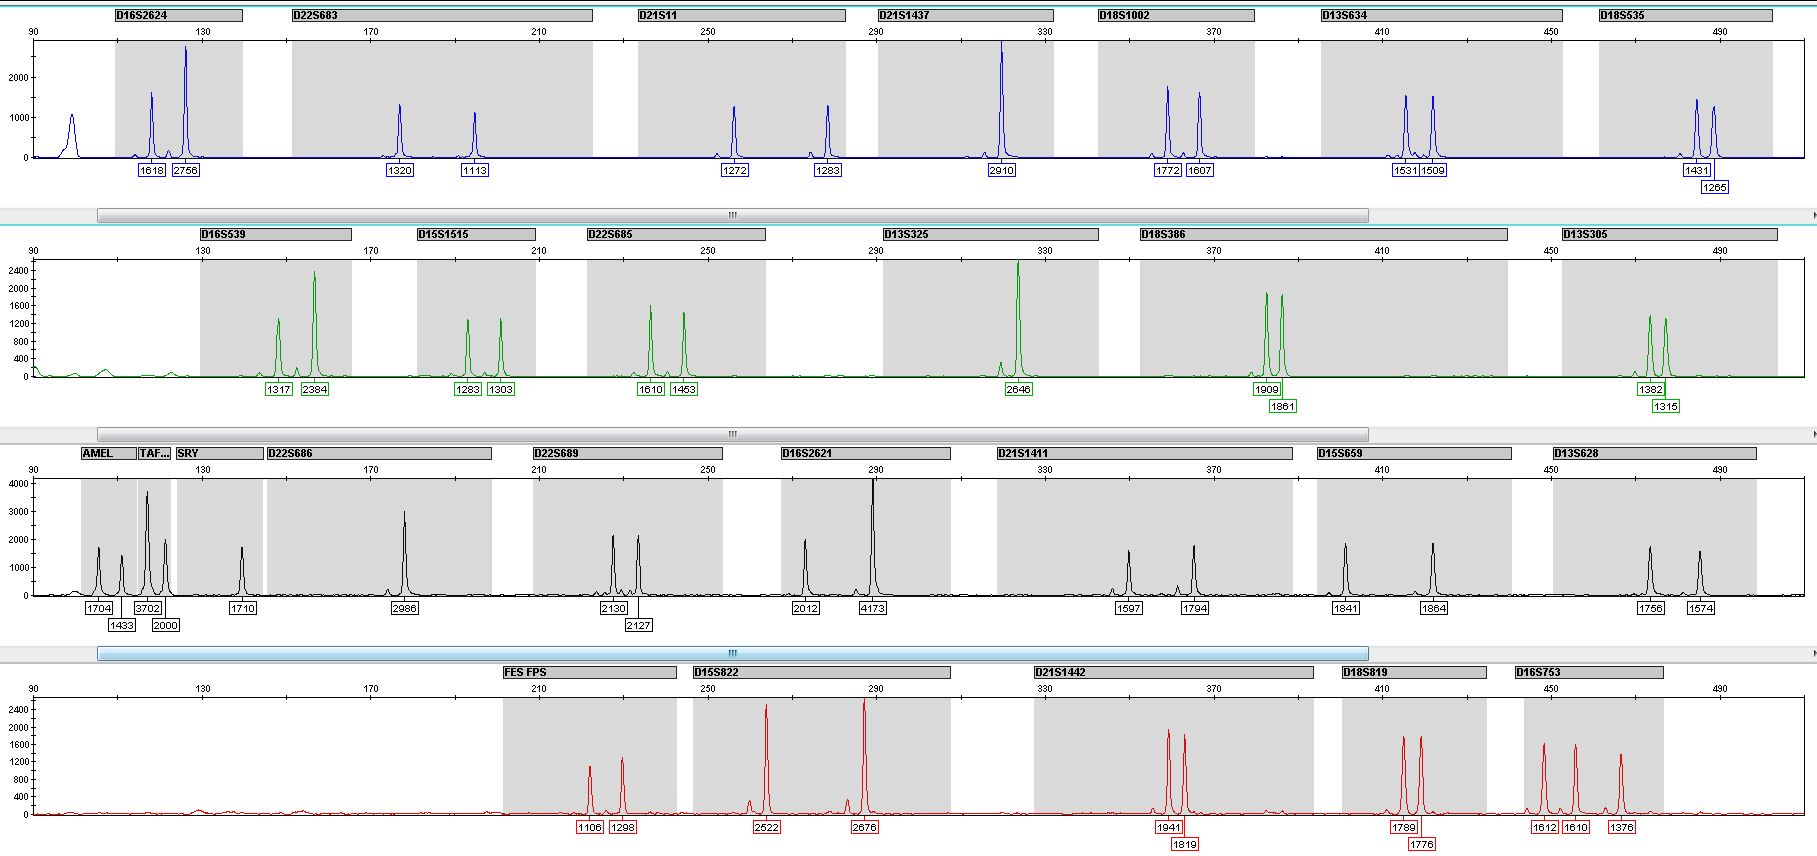 D16S2624 D22S683 D21S11 D21S1437 D18S1002 D13S634 D18S535
90 130 170 210 250 290 330 370 410 450 490
2000
1000
0
1618 2756 1320 1113 1272 1283 2910 1772 1607 1531 1509 1431
1265
D16S539 D15S1515 D22S685 D13S325 D18S386 D13S305
90 130 170 210 250 290 330 370 410 450 490
2400
2000
1600
1200
800
400
0
1317 2384 1283 1303 1610 1453 2646 1909 1382
1861 1315
AMEL TAF... SRY D22S686 D22S689 D16S2621 D21S1411 D15S659 D13S628
90 130 170 210 250 290 330 370 410 450 490
4000
3000
2000
1000
0
1704 3702 1710 2986 2130 2012 4173 1597 1794 1841 1864 1756 1574
1433 2000 2127
FES FPS D15S822 D21S1442 D18S819 D16S753
90 130 170 210 250 290 330 370 410 450 490
2400
2000
1600
1200
800
400
0
1106 1298 2522 2676 1941 1789 1612 1610 1376
1819 1776